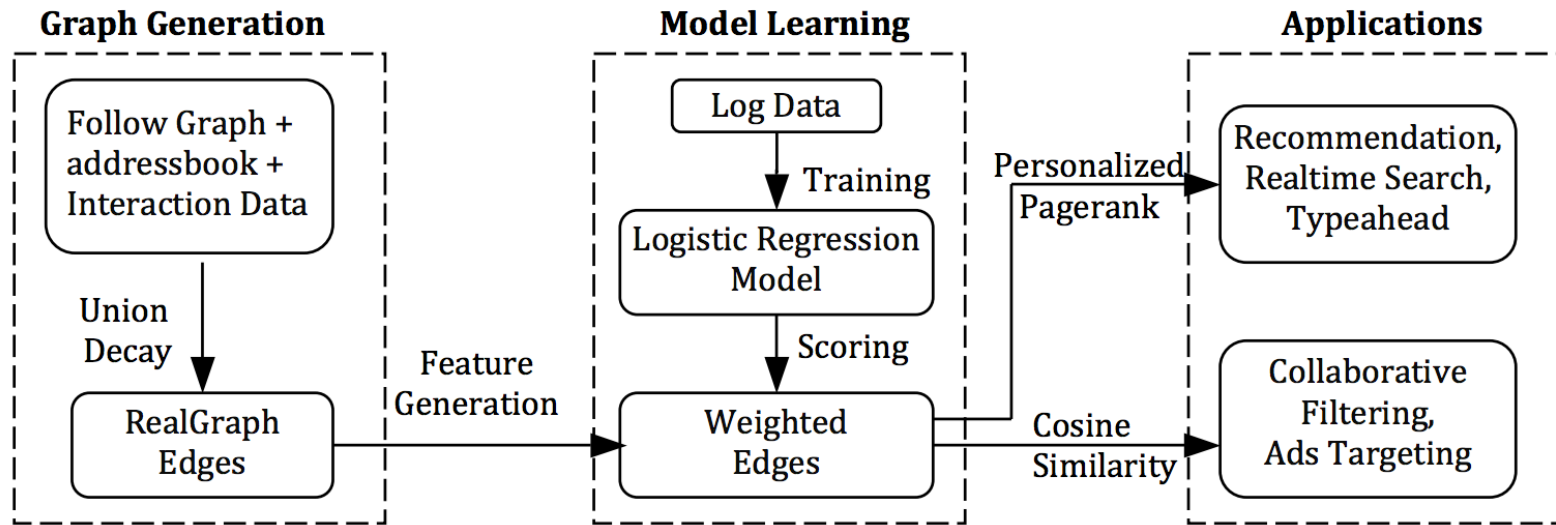 Graph Generation
Follow Graph +
addressbook +
Interaction Data
Union
Decay
RealGraph
Edges
Feature
Generation
Model Learning
Log Data
Training
Logistic Regression
Model
Scoring
Weighted
Edges
Personalized
Pagerank
Cosine
Similarity
Applications
Recommendation,
Realtime Search,
Typeahead
Collaborative
Filtering,
Ads Targeting